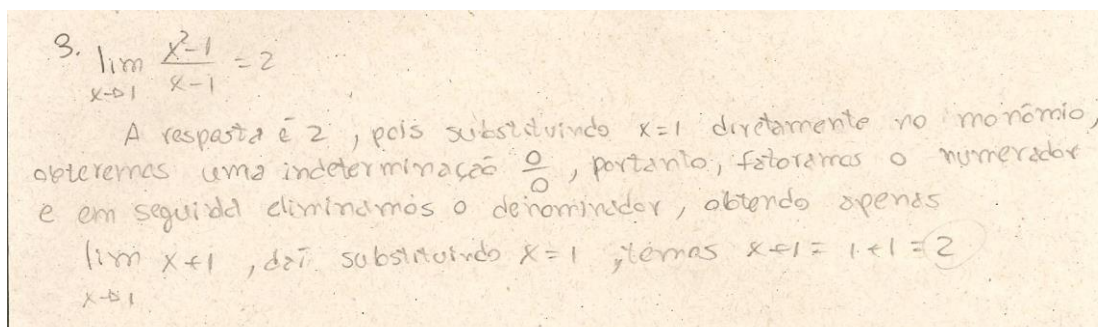 3. lim x²-1 / x-1 = 2
x→1
A resposta é 2, pois substituindo x=1 diretamente no monômio,
obteremos uma indeterminação 0/0, portanto, fatoramos o numerador
e em seguida eliminamos o denominador, obtendo apenas
lim x+1, daí substituindo x=1, temos x+1= 1+1=2
x→1